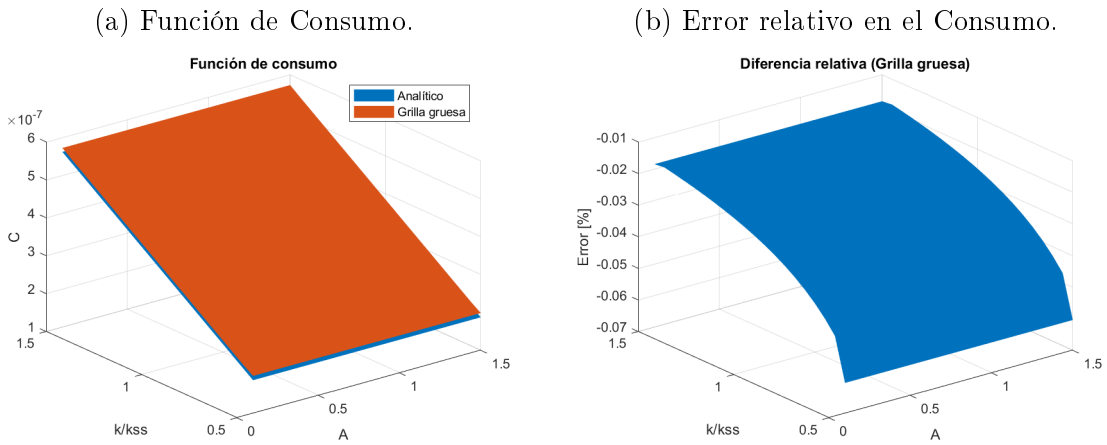 (a) Función de Consumo.
Función de consumo
Analítico
Grilla gruesa
×10-7
6
5
4
3
2
1
C
1.5
1
0.5
k/kss
0
0.5
1
1.5
A
(b) Error relativo en el Consumo.
Diferencia relativa (Grilla gruesa)
-0.01
-0.02
-0.03
-0.04
-0.05
-0.06
-0.07
Error [%]
1.5
1
0.5
k/kss
0
0.5
1
1.5
A